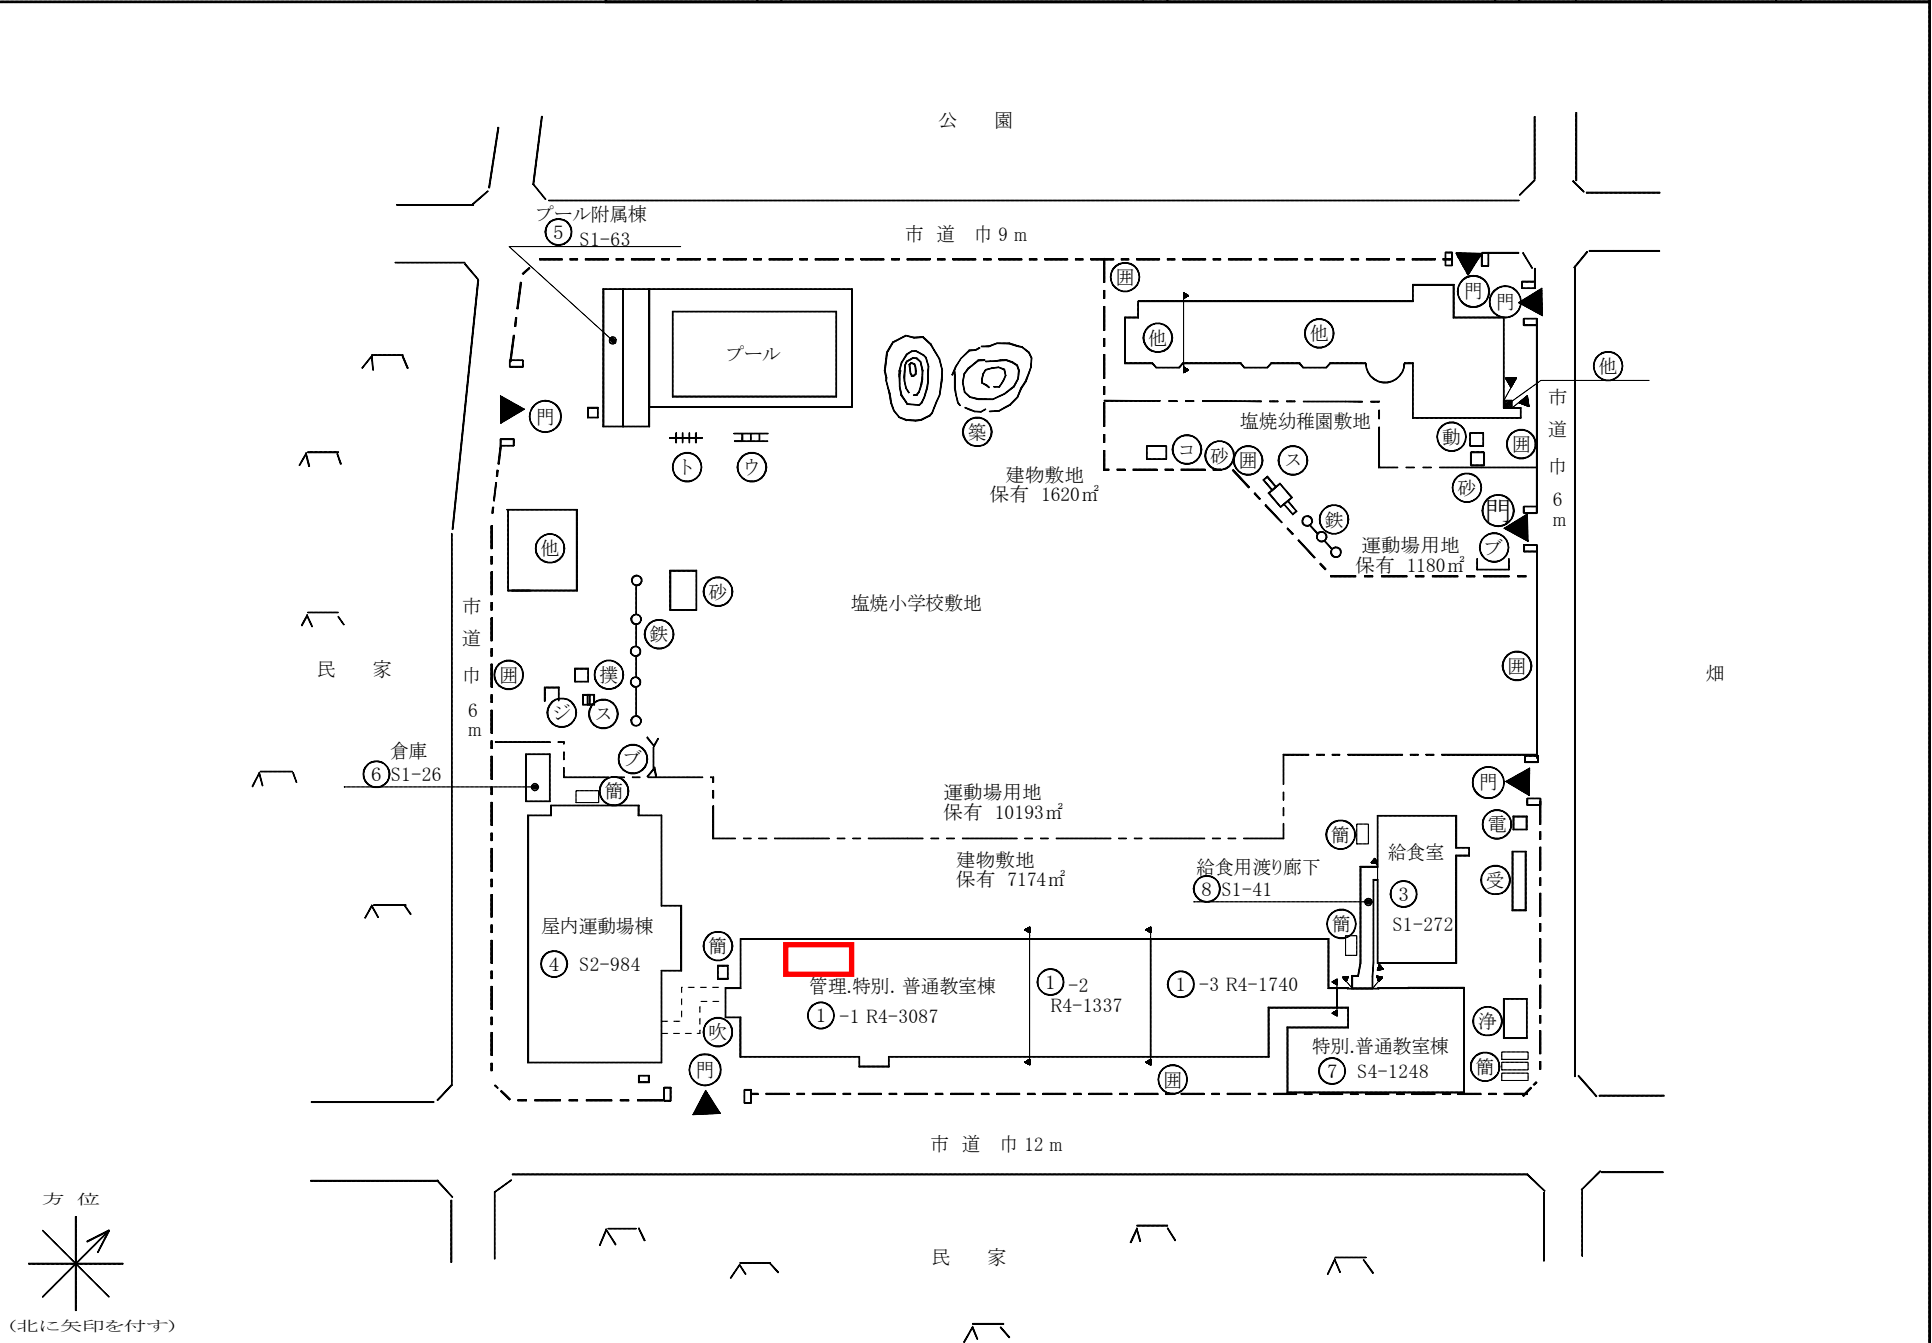 公 園
プール附属棟
⑤ S1-63
市 道 巾 9 m
囲
門
門
他
他
他
プール
門
築
ト
ウ
塩焼幼稚園敷地
動
囲
コ
砂
囲
ス
砂
門
ブ
鉄
建物敷地
保有 1620㎡
運動場用地
保有 1180㎡
市 道 巾 6 m
他
砂
鉄
塩焼小学校敷地
市 道 巾 6 m
民 家
囲
撲
ジ
ス
囲
畑
倉庫
⑥ S1-26
ブ
簡
運動場用地
保有 10193㎡
門
電
受
簡
給食室
③
S1-272
建物敷地
保有 7174㎡
給食用渡り廊下
⑧ S1-41
簡
屋内運動場棟
④ S2-984
簡
管理.特別.普通教室棟
①-1 R4-3087
①-2
R4-1337
①-3 R4-1740
吹
門
浄
特別.普通教室棟
⑦ S4-1248
簡
囲
市 道 巾 12 m
方 位
(北に矢印を付す)
民 家